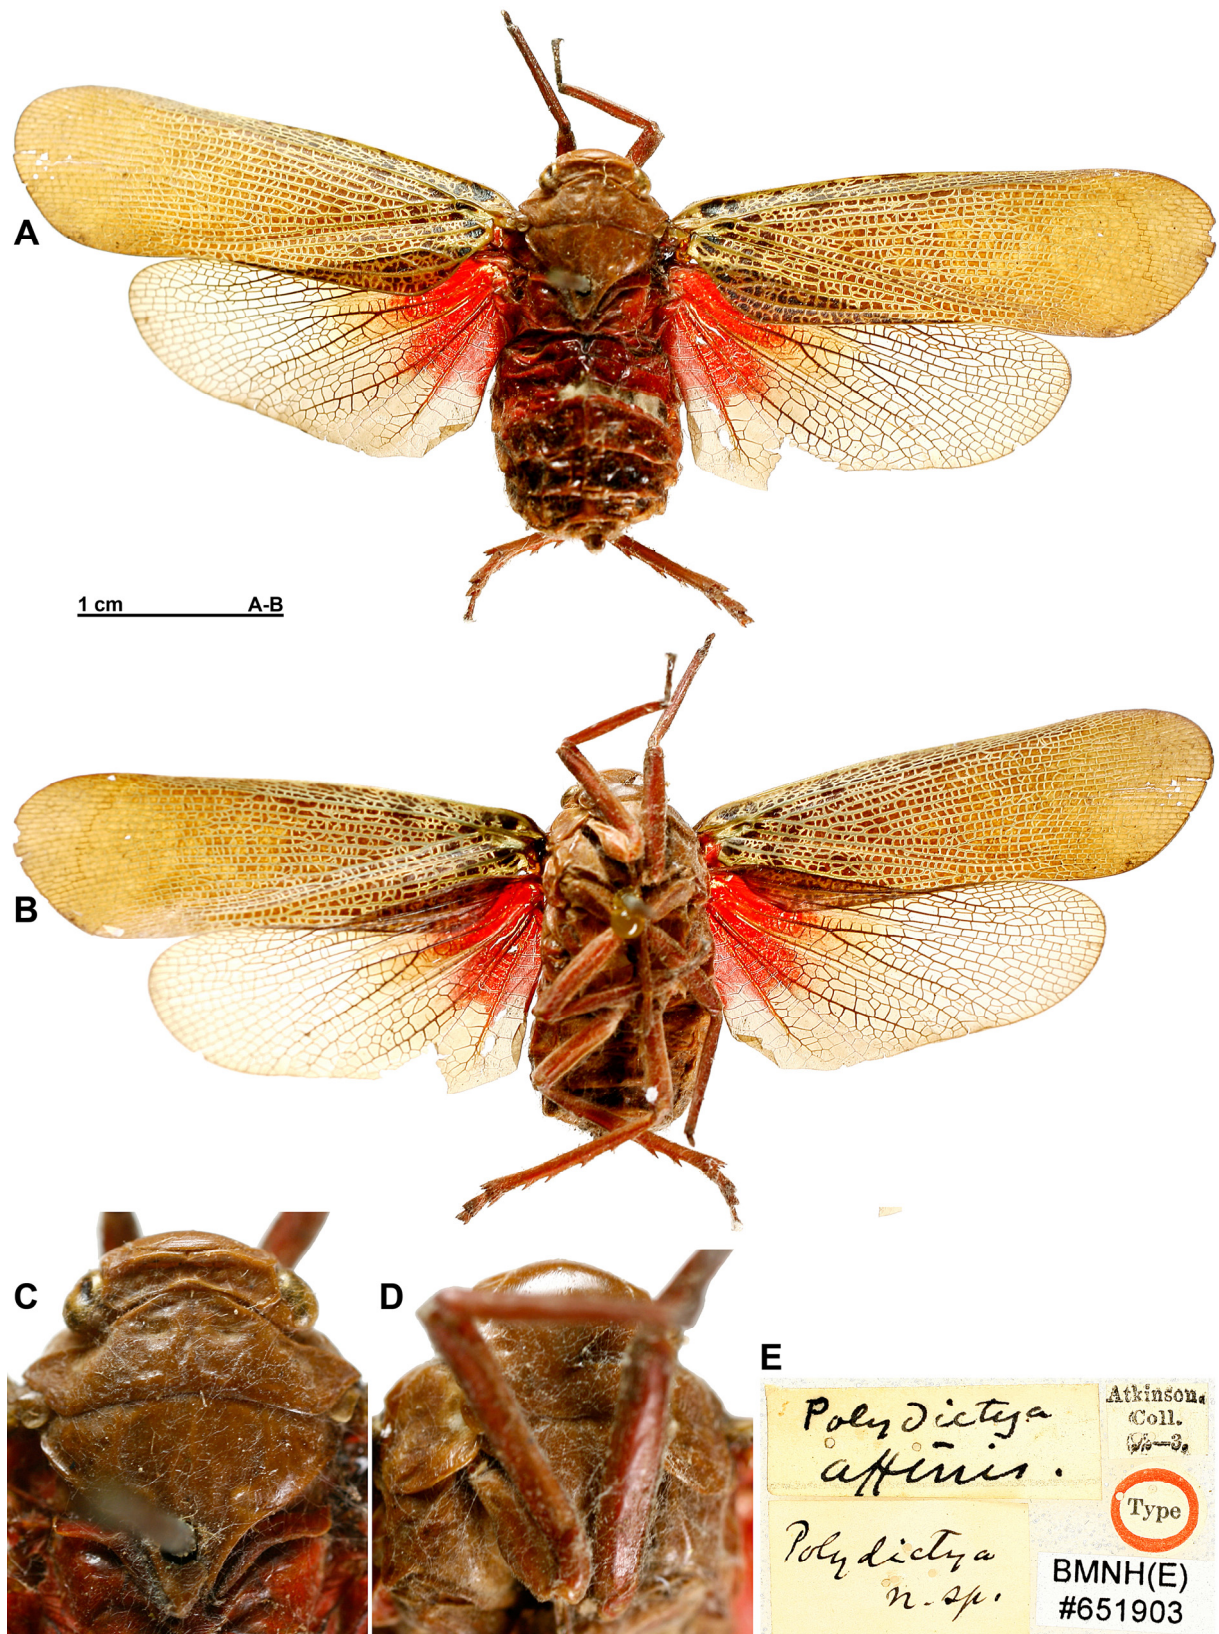 A
1 cm A-B
B
C
D
E
Polydictya
affinis.
Atkinson.
Coll.
Type
Polydictya
n. sp.
BMNH(E)
#651903